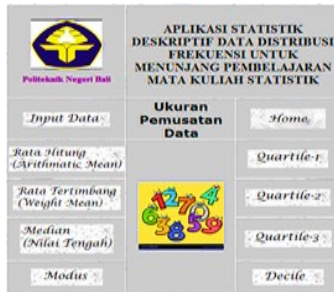 Politeknik Negeri Bali
APLIKASI STATISTIK
DESKRIPTIF DATA DISTRIBUSI
FREKUENSI UNTUK
MENUNJANG PEMBELAJARAN
MATA KULIAH STATISTIK
Input Data
Ukuran
Pemusatan
Data
Home
Rata Hitung
(Arithmatic Mean)
Quartile-1
Rata Tertimbang
(Weight Mean)
Quartile-2
Median
(Nilai Tengah)
Quartile-3
Modus
Decile